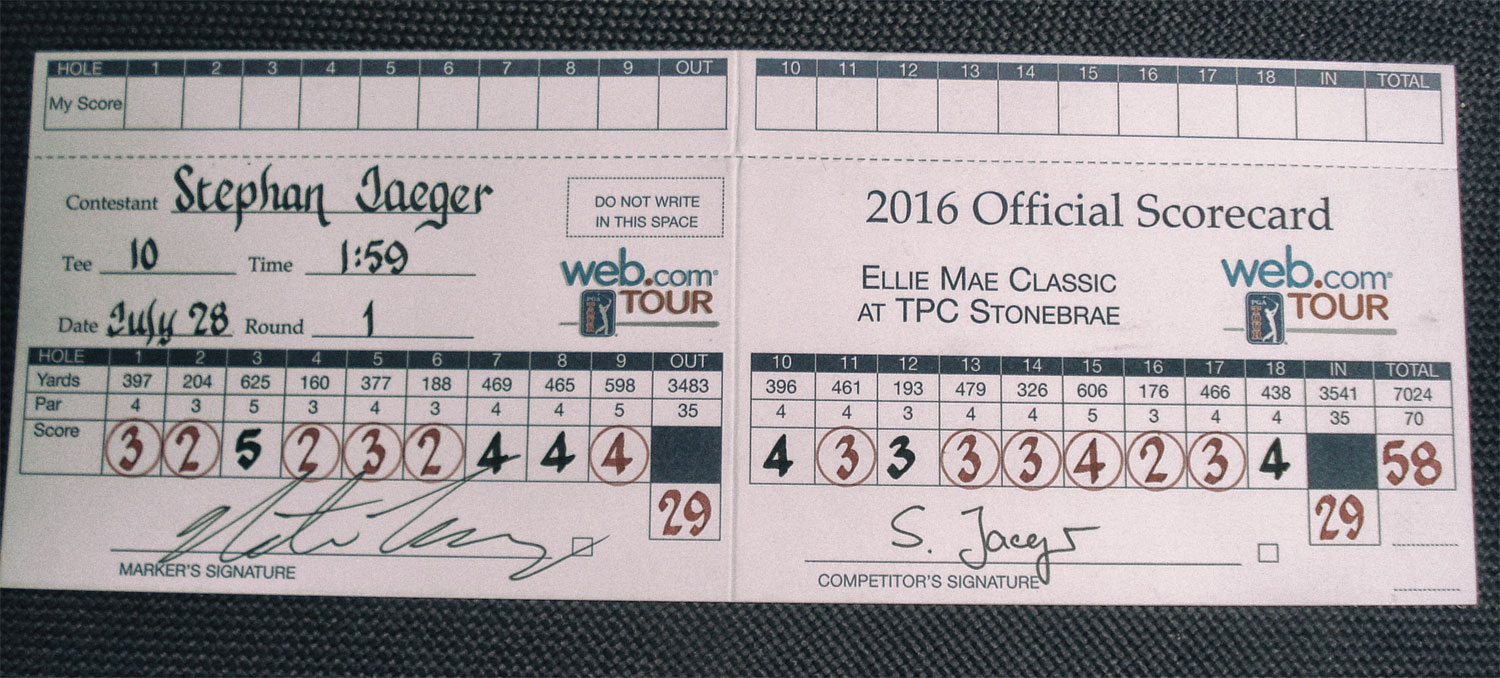 HOLE 1 2 3 4 5 6 7 8 9 OUT
My Score
10 11 12 13 14 15 16 17 18 IN TOTAL
Contestant Stephan Jaeger
Tee 10 Time 1:59
Date July 28 Round 1
DO NOT WRITE
IN THIS SPACE
web.com
PGA TOUR
TOUR
2016 Official Scorecard
ELLIE MAE CLASSIC
AT TPC STONEBRAE
web.com
PGA TOUR
TOUR
HOLE 1 2 3 4 5 6 7 8 9 OUT
Yards 397 204 625 160 377 188 469 465 598 3483
Par 4 3 5 3 4 3 4 4 5 35
Score 3 2 5 2 3 2 4 4 4
29
MARKER'S SIGNATURE
10 11 12 13 14 15 16 17 18 IN TOTAL
396 461 193 479 326 606 176 466 438 3541 7024
4 4 3 4 4 5 3 4 4 35 70
4 3 3 3 3 4 2 3 4 58
29
S. Jaeger
COMPETITOR'S SIGNATURE